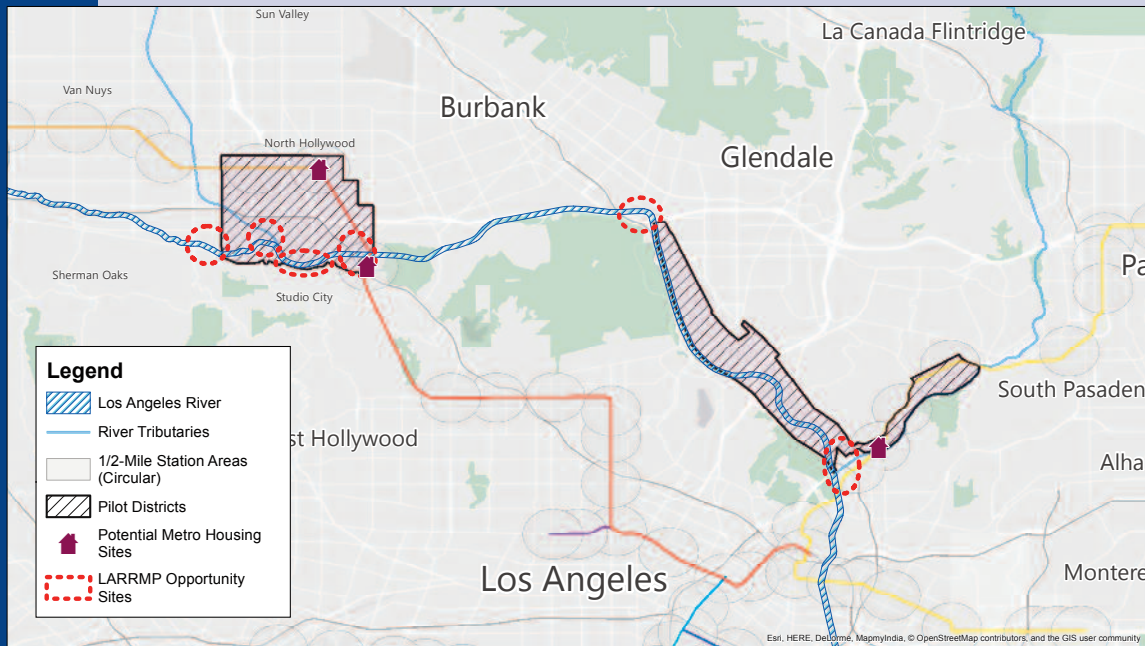 Sun Valley
La Canada Flintridge
Van Nuys
Burbank
North Hollywood
Glendale
Pa
Sherman Oaks
Studio City
South Pasaden
st Hollywood
Alha
Los Angeles
Montere
Legend
Los Angeles River
River Tributaries
1/2-Mile Station Areas
(Circular)
Pilot Districts
Potential Metro Housing
Sites
LARRMP Opportunity
Sites
Esri, HERE, DeLorme, MapmyIndia, © OpenStreetMap contributors, and the GIS user community